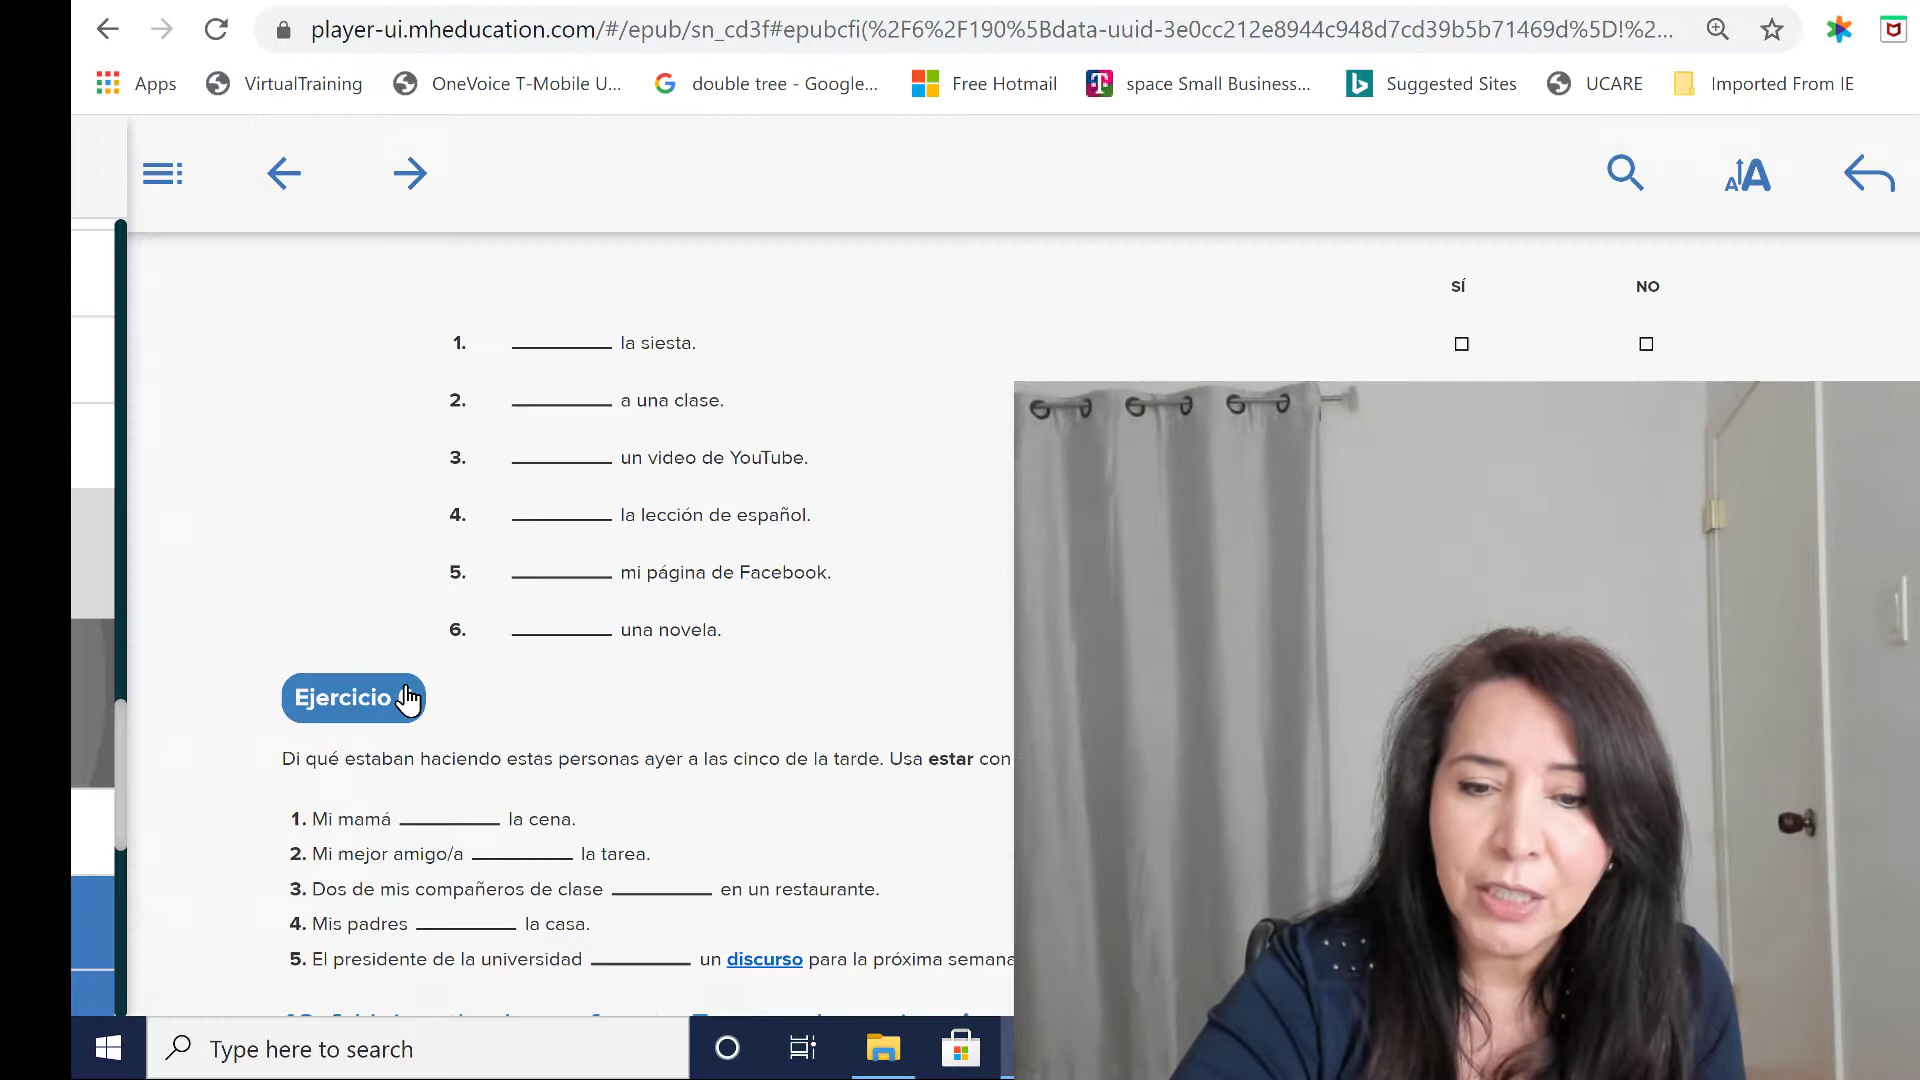 player-ui.mheducation.com/#/epub/sn_cd3f#epubcfi(%2F6%2F190%5Bdata-uuid-3e0cc212e8944c948d7cd39b5b71469d%5D!%2...
Apps VirtualTraining OneVoice T-Mobile U... double tree - Google... Free Hotmail space Small Business... Suggested Sites UCARE Imported From IE
SÍ NO
1. la siesta.
2. a una clase.
3. un video de YouTube.
4. la lección de español.
5. mi página de Facebook.
6. una novela.
Ejercicio
Di qué estaban haciendo estas personas ayer a las cinco de la tarde. Usa estar con
1. Mi mamá la cena.
2. Mi mejor amigo/a la tarea.
3. Dos de mis compañeros de clase en un restaurante.
4. Mis padres la casa.
5. El presidente de la universidad un discurso para la próxima semana
Type here to search